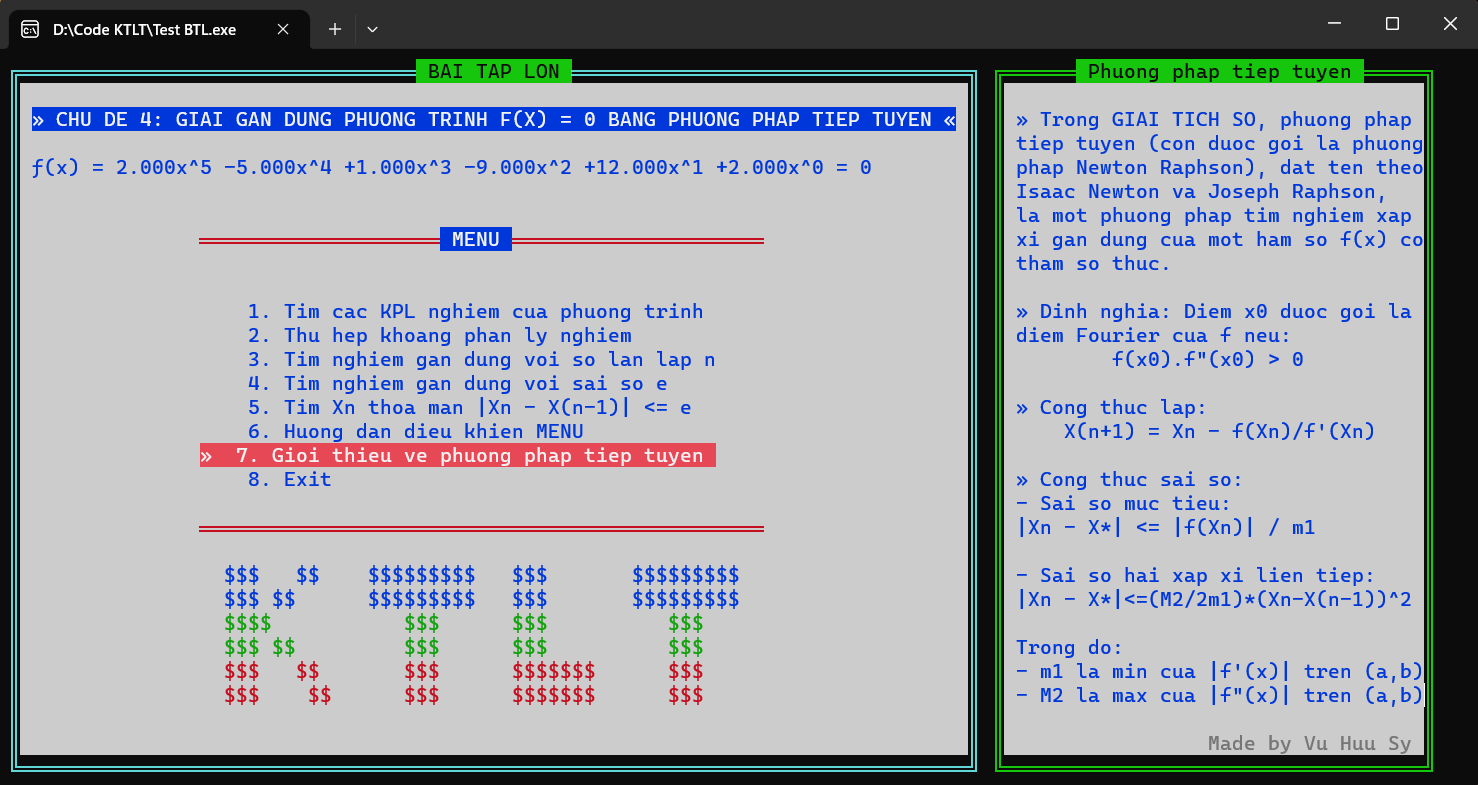 D:\Code KTLT\Test BTL.exe
BAI TAP LON
» CHU DE 4: GIAI GAN DUNG PHUONG TRINH F(X) = 0 BANG PHUONG PHAP TIEP TUYEN «
f(x) = 2.000x^5 -5.000x^4 +1.000x^3 -9.000x^2 +12.000x^1 +2.000x^0 = 0
MENU
1. Tim cac KPL nghiem cua phuong trinh
2. Thu hep khoang phan ly nghiem
3. Tim nghiem gan dung voi so lan lap n
4. Tim nghiem gan dung voi sai so e
5. Tim Xn thoa man |Xn - X(n-1)| <= e
6. Huong dan dieu khien MENU
» 7. Gioi thieu ve phuong phap tiep tuyen
8. Exit
$$$   $$    $$$$$$$$$   $$$       $$$$$$$$$
$$$ $$      $$$$$$$$$   $$$       $$$$$$$$$
$$$$           $$$      $$$          $$$
$$$ $$         $$$      $$$          $$$
$$$   $$       $$$      $$$$$$$      $$$
$$$    $$      $$$      $$$$$$$      $$$
Phuong phap tiep tuyen
» Trong GIAI TICH SO, phuong phap
tiep tuyen (con duoc goi la phuong
phap Newton Raphson), dat ten theo
Isaac Newton va Joseph Raphson,
la mot phuong phap tim nghiem xap
xi gan dung cua mot ham so f(x) co
tham so thuc.
» Dinh nghia: Diem x0 duoc goi la
diem Fourier cua f neu:
f(x0).f"(x0) > 0
» Cong thuc lap:
X(n+1) = Xn - f(Xn)/f'(Xn)
» Cong thuc sai so:
- Sai so muc tieu:
|Xn - X*| <= |f(Xn)| / m1
- Sai so hai xap xi lien tiep:
|Xn - X*|<=(M2/2m1)*(Xn-X(n-1))^2
Trong do:
- m1 la min cua |f'(x)| tren (a,b)
- M2 la max cua |f"(x)| tren (a,b)
Made by Vu Huu Sy